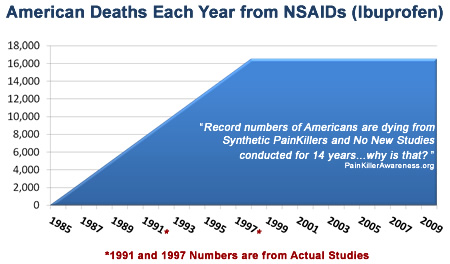 American Deaths Each Year from NSAIDs (Ibuprofen)
18,000
16,000
14,000
12,000
10,000
8,000
6,000
4,000
2,000
0
"Record numbers of Americans are dying from
Synthetic PainKillers and No New Studies
conducted for 14 years...why is that?"
PainKillerAwareness.org
1985 1987 1989 1991* 1993 1995 1997* 1999 2001 2003 2005 2007 2009
*1991 and 1997 Numbers are from Actual Studies